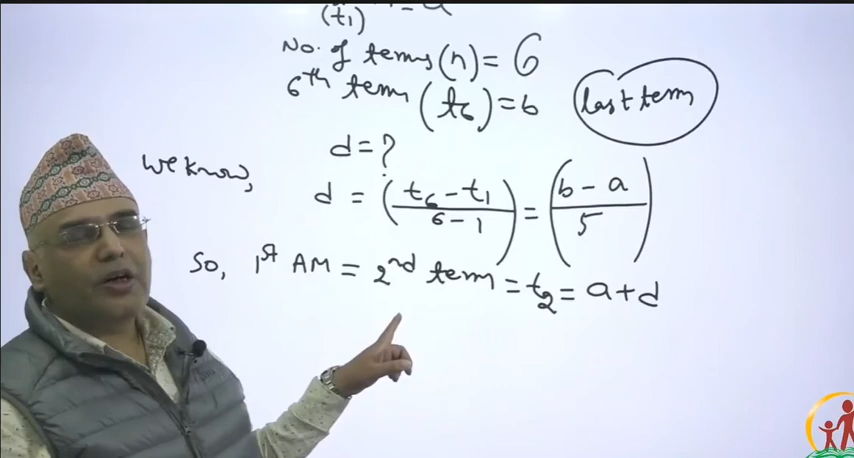 (t₁)
No. of terms (n) = 6
6th term (t₆) = b
last term
d = ?
We know,
d = (t₆ - t₁ / 6 - 1) = (b - a / 5)
So, 1st AM = 2nd term = t₂ = a + d